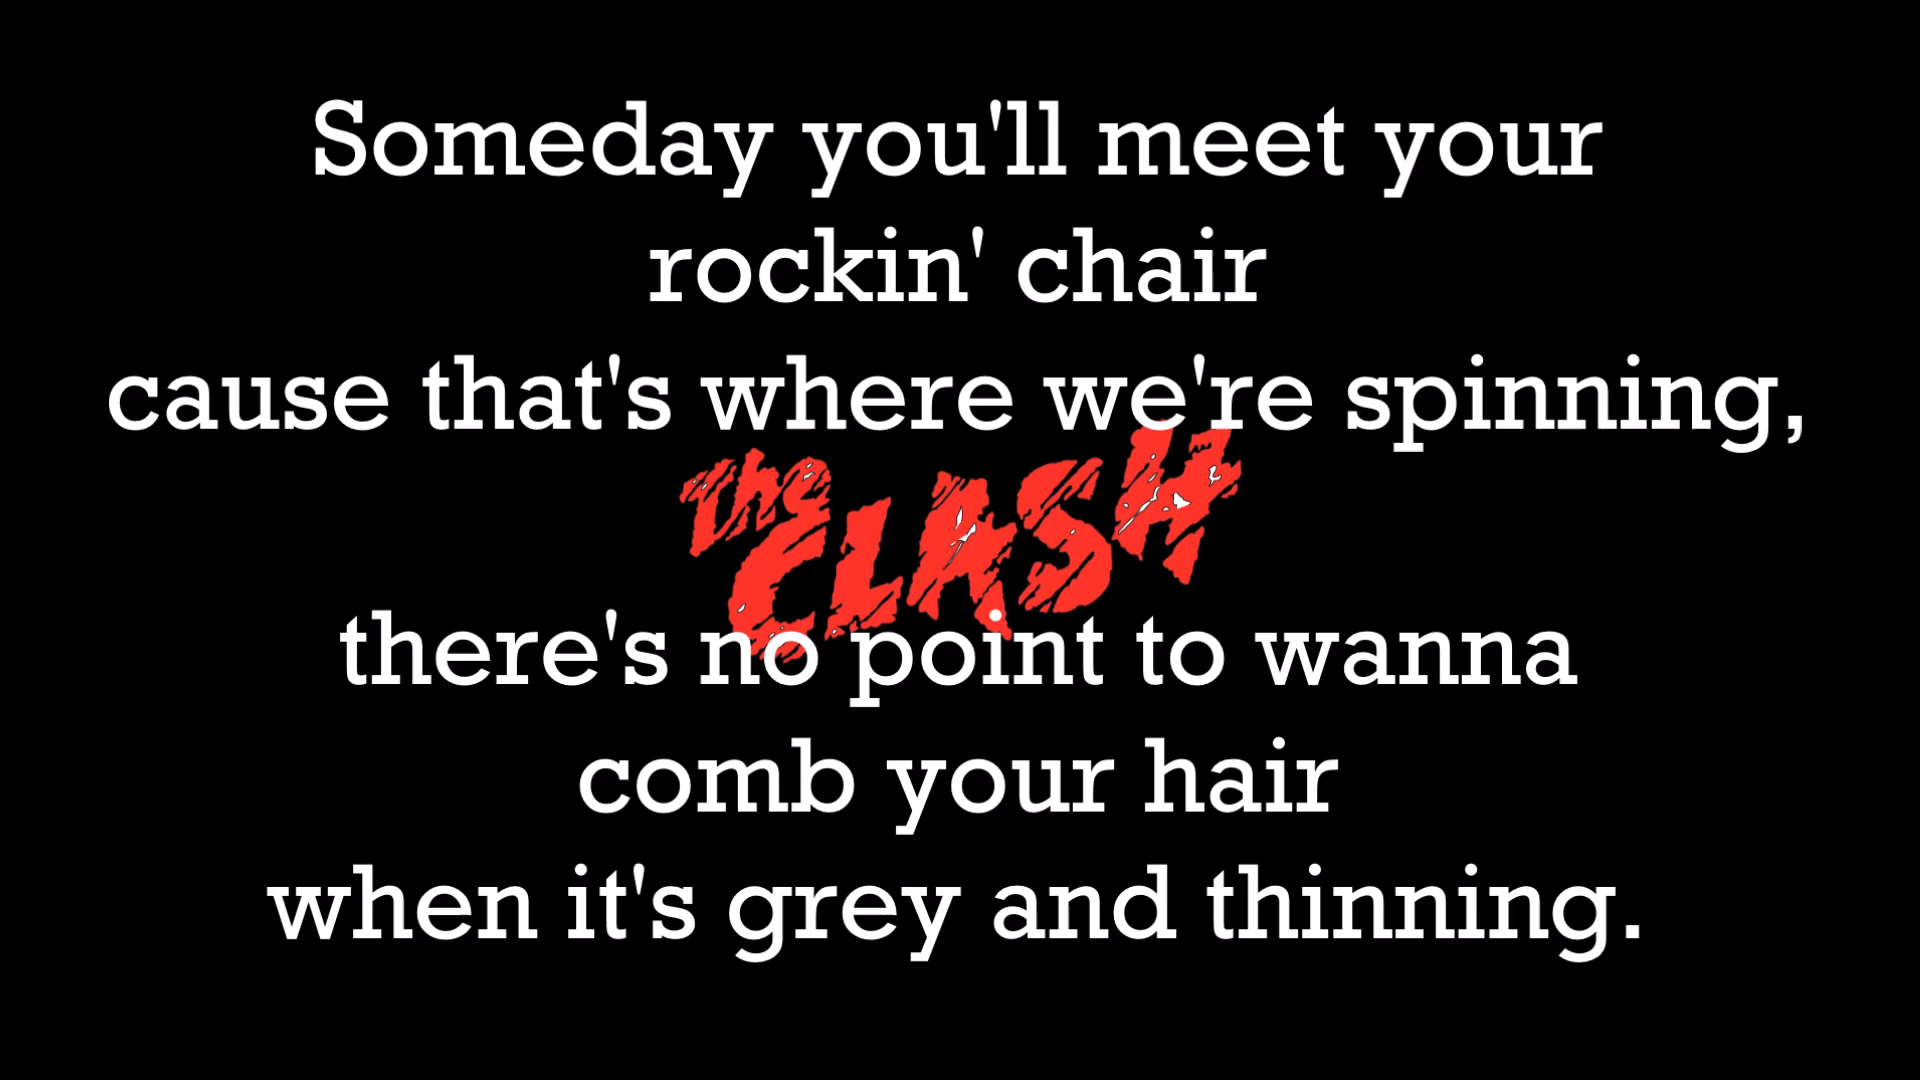 Someday you'll meet your
rockin' chair
cause that's where we're spinning,
the CLASH
there's no point to wanna
comb your hair
when it's grey and thinning.